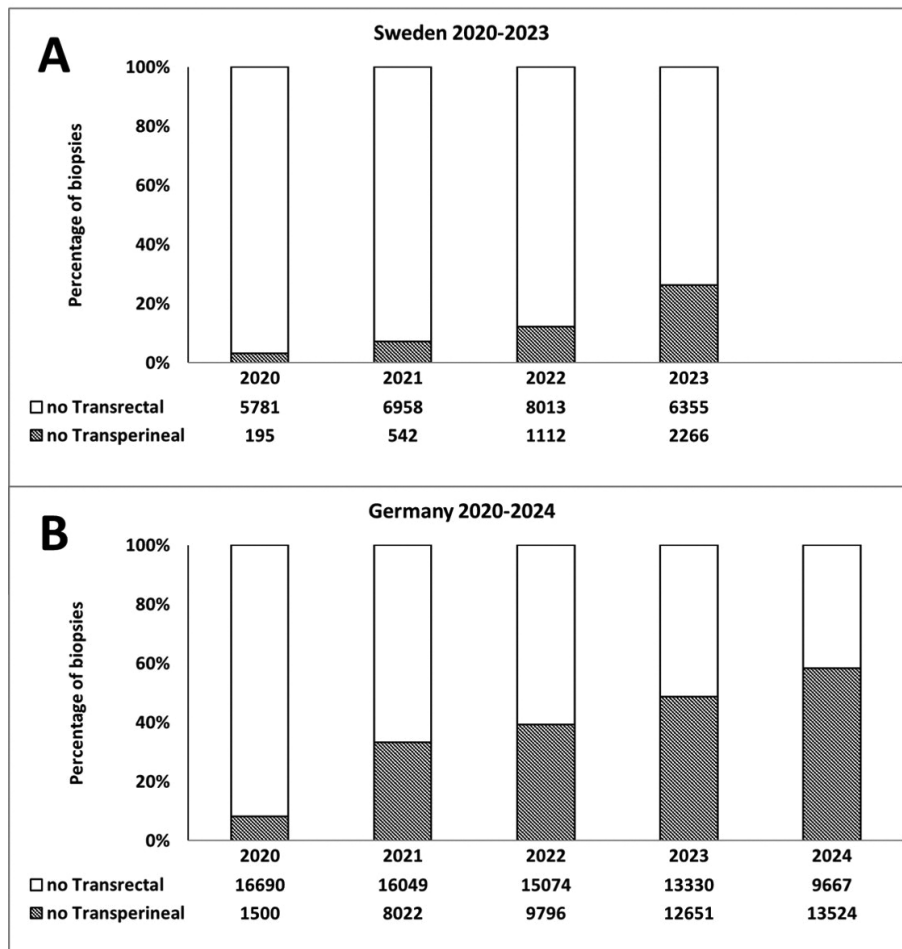 A
Sweden 2020-2023
Percentage of biopsies
100%
80%
60%
40%
20%
0%
2020 2021 2022 2023
no Transrectal 5781 6958 8013 6355
no Transperineal 195 542 1112 2266
B
Germany 2020-2024
Percentage of biopsies
100%
80%
60%
40%
20%
0%
2020 2021 2022 2023 2024
no Transrectal 16690 16049 15074 13330 9667
no Transperineal 1500 8022 9796 12651 13524